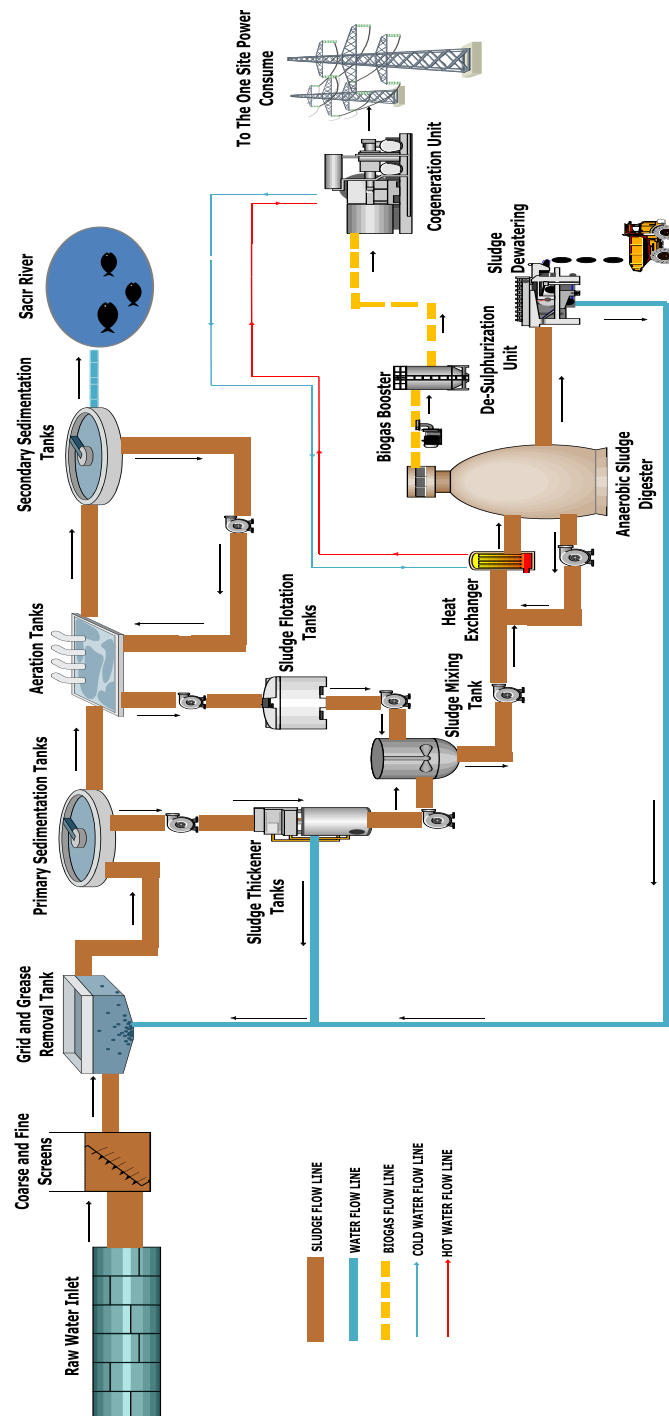 Raw Water Inlet
Coarse and Fine
Screens
Grid and Grease
Removal Tank
Primary Sedimentation Tanks
Aeration Tanks
Secondary Sedimentation
Tanks
Sacır River
Sludge Thickener
Tanks
Sludge Flotation
Tanks
Sludge Mixing
Tank
Heat
Exchanger
Anaerobic Sludge
Digester
Biogas Booster
De-Sulphurization
Unit
Sludge
Dewatering
Cogeneration Unit
To The One Site Power
Consume
SLUDGE FLOW LINE
WATER FLOW LINE
BIOGAS FLOW LINE
COLD WATER FLOW LINE
HOT WATER FLOW LINE